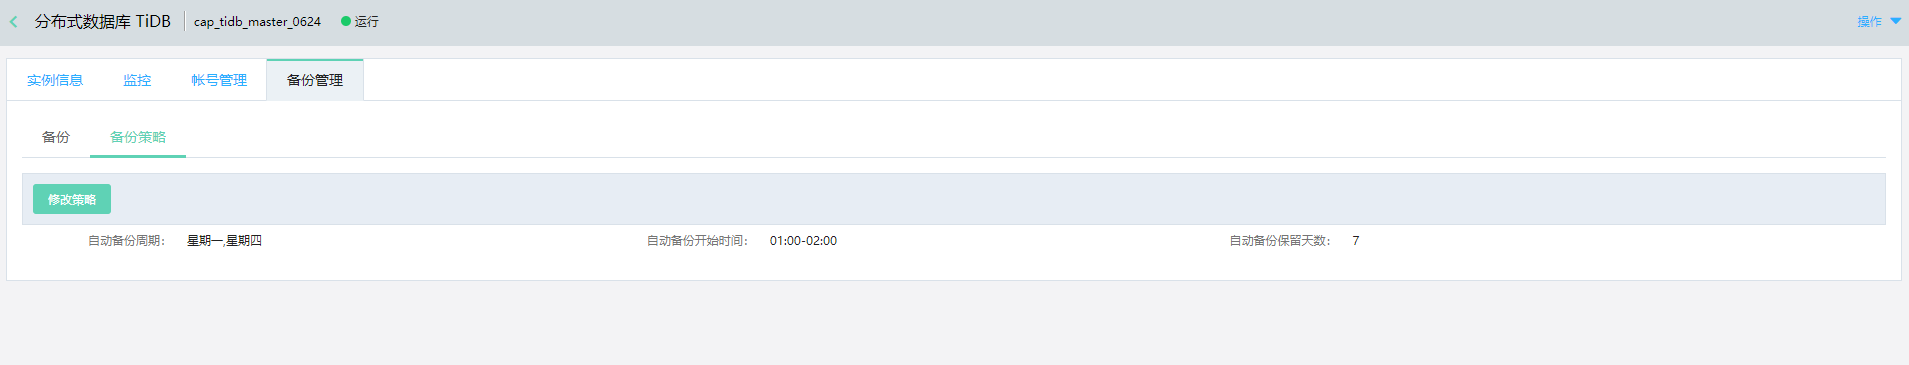 分布式数据库 TiDB cap_tidb_master_0624 运行 操作
实例信息 监控 帐号管理 备份管理
备份 备份策略
修改策略
自动备份周期: 星期一,星期四 自动备份开始时间: 01:00-02:00 自动备份保留天数: 7